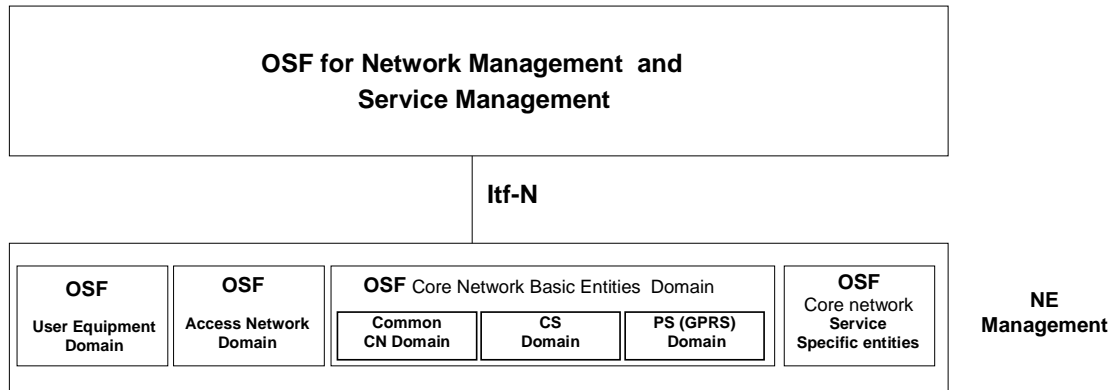 OSF for Network Management and
Service Management
Itf-N
OSF
User Equipment
Domain
OSF
Access Network
Domain
OSF Core Network Basic Entities Domain
Common
CN Domain
CS
Domain
PS (GPRS)
Domain
OSF
Core network
Service
Specific entities
NE
Management